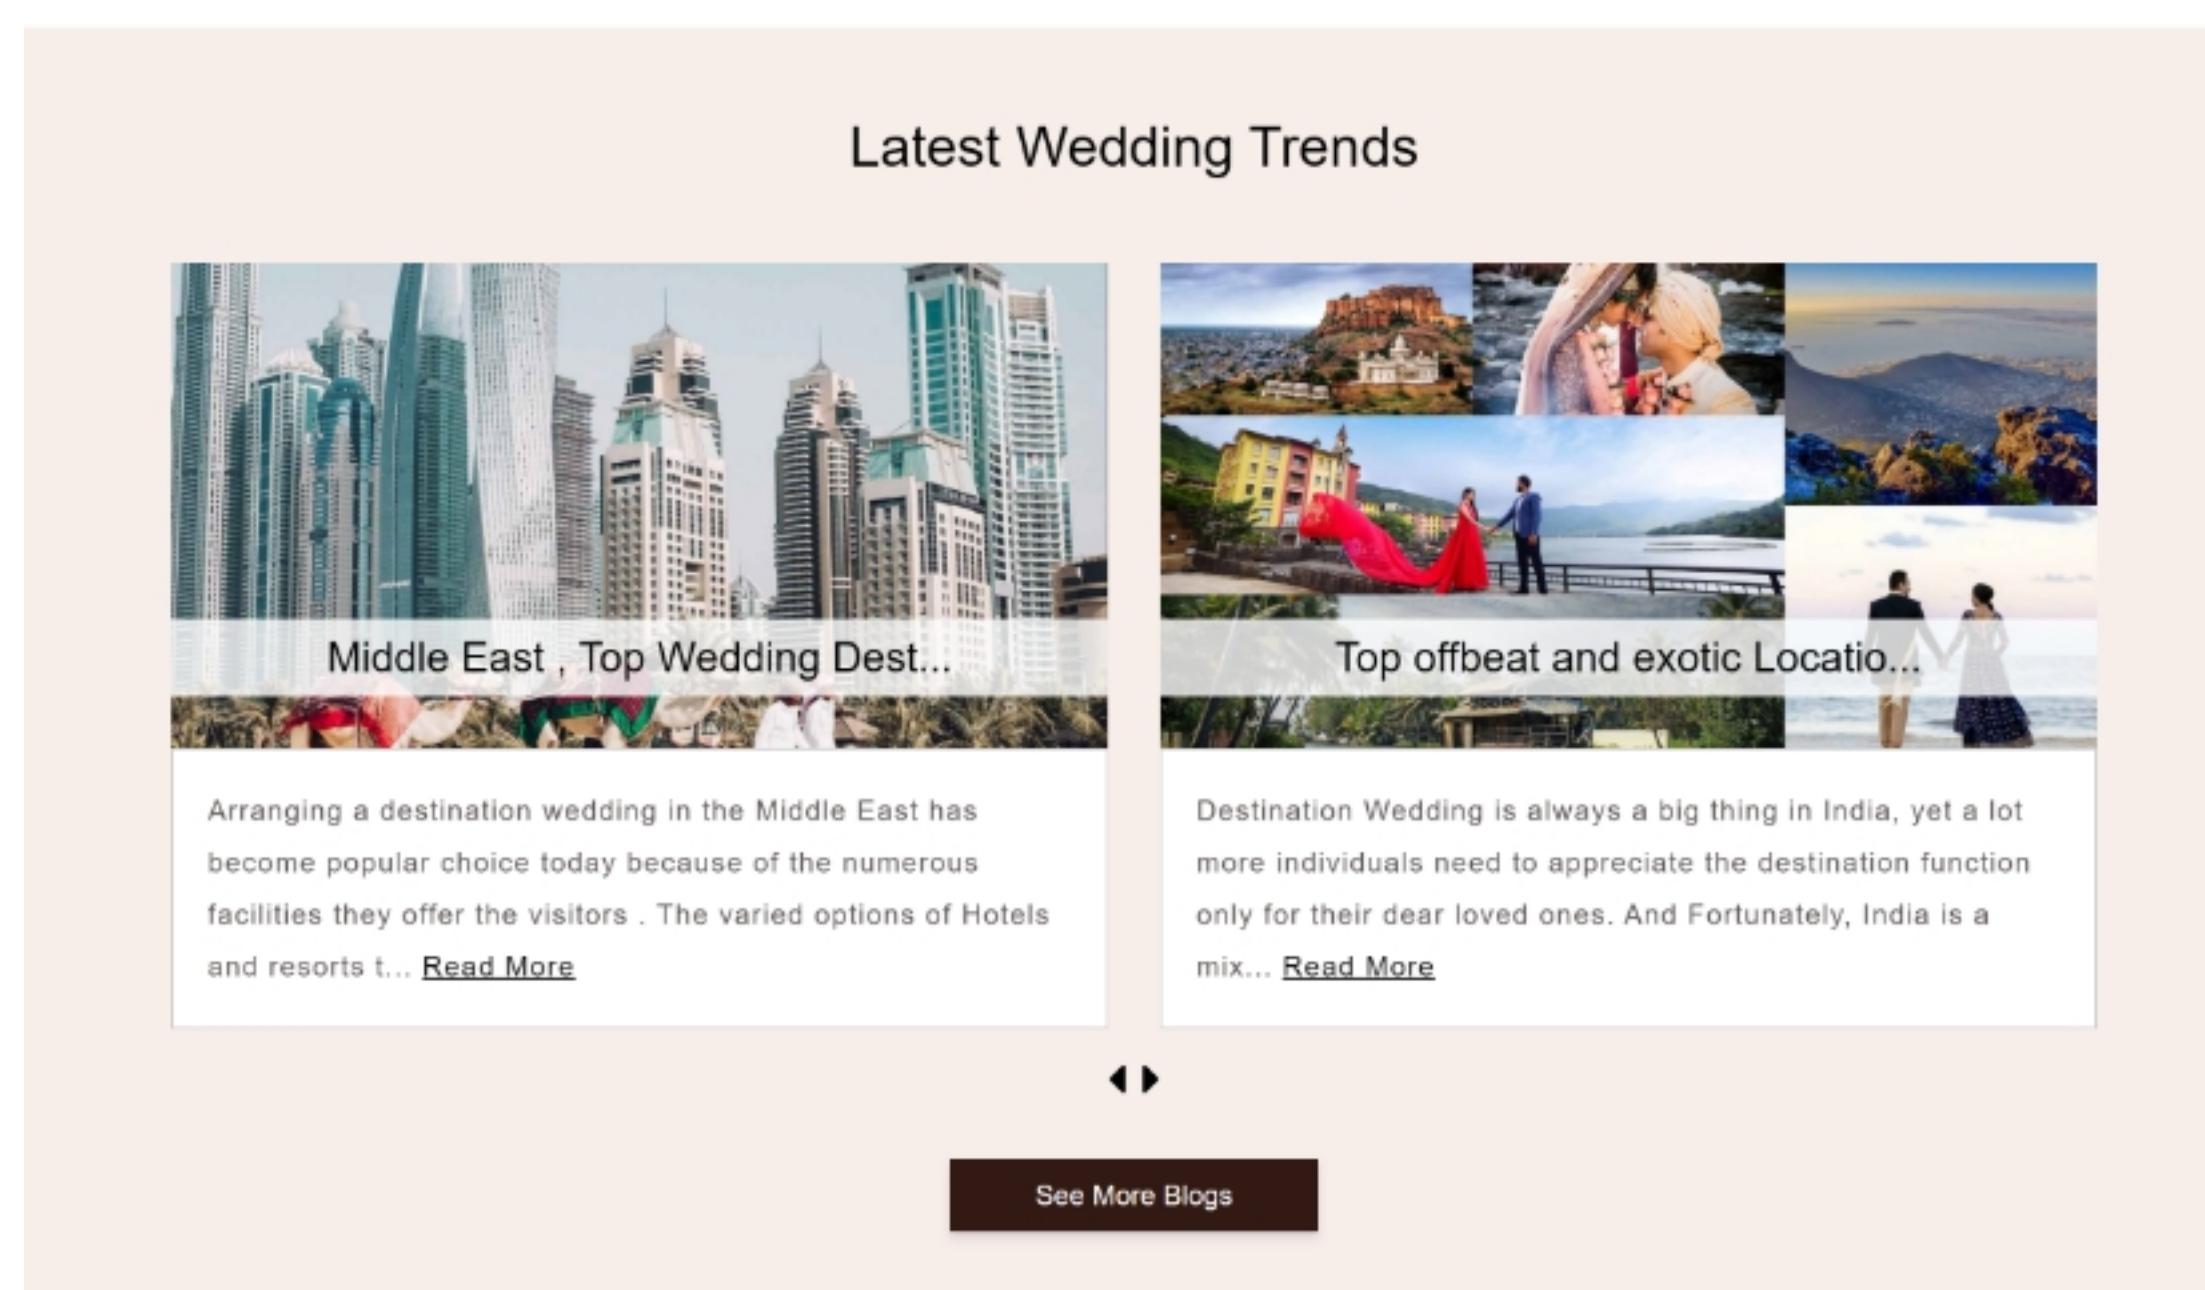 Latest Wedding Trends
Middle East , Top Wedding Dest...
Arranging a destination wedding in the Middle East has
become popular choice today because of the numerous
facilities they offer the visitors . The varied options of Hotels
and resorts t... Read More
Top offbeat and exotic Locatio...
Destination Wedding is always a big thing in India, yet a lot
more individuals need to appreciate the destination function
only for their dear loved ones. And Fortunately, India is a
mix... Read More
See More Blogs